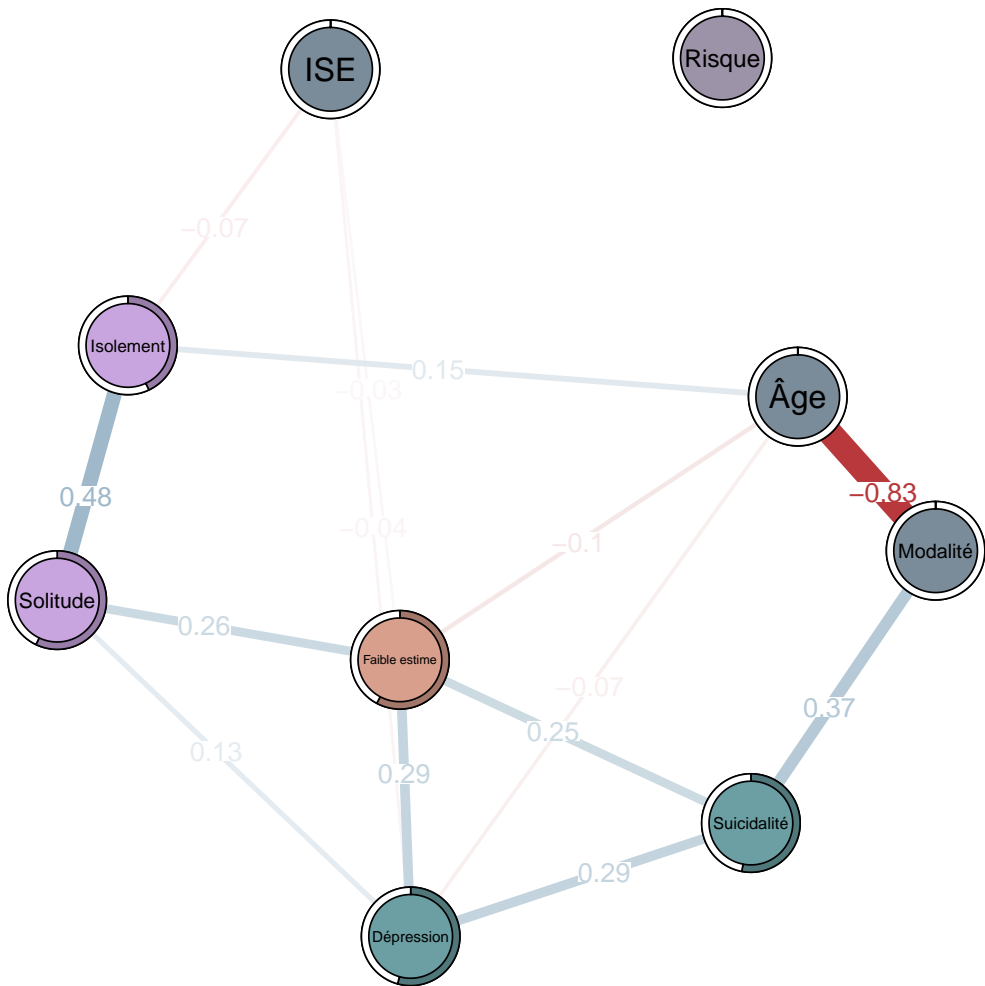 ISE
Risque
−0.07
Isolement
0.15
−0.03
Âge
0.48
−0.83
−0.04
−0.1
Modalité
Solitude
0.26
Faible estime
−0.07
0.37
0.25
0.13
0.29
Suicidalité
0.29
Dépression